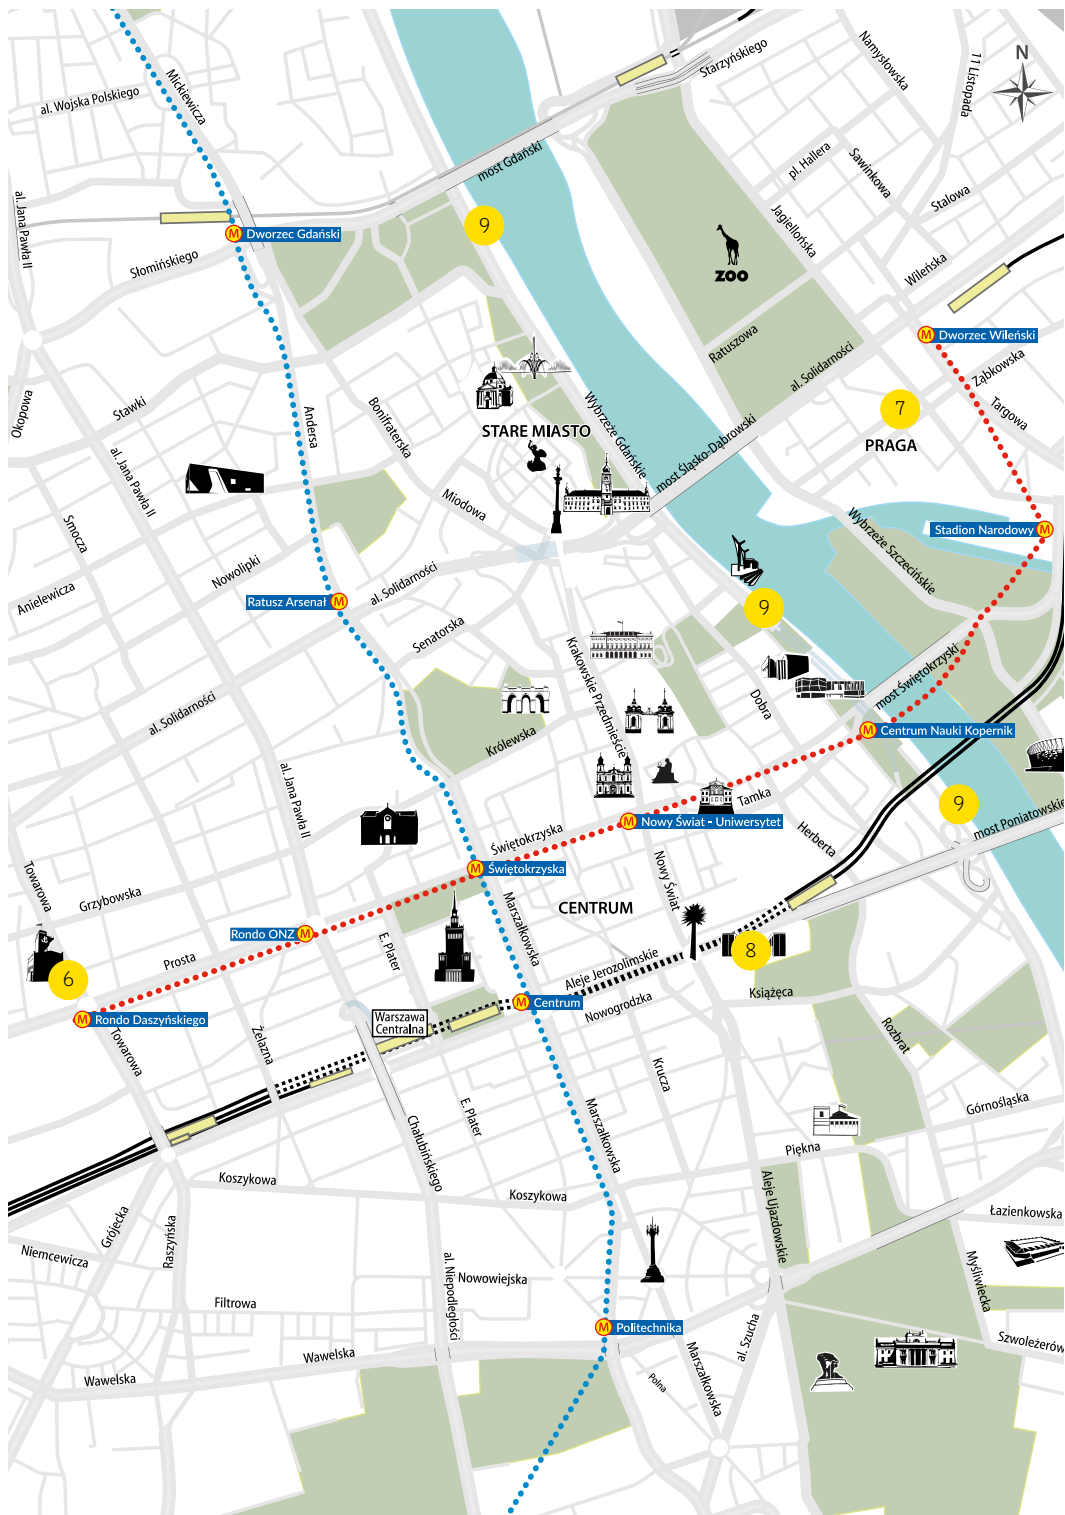 N
Starzyńskiego
Namysłowska
11 Listopada
Mickiewicza
al. Wojska Polskiego
most Gdański
pl. Hallera
Sawinkowa
Stalowa
al. Jana Pawła II
9
Dworzec Gdański
Jagiellońska
Słomińskiego
ZOO
Wileńska
Dworzec Wileński
Ratuszowa
al. Solidarności
Ząbkowska
Targowa
7
PRAGA
Okopowa
Stawki
Andersa
Bonifraterska
STARE MIASTO
Wybrzeże Gdańskie
most Śląsko-Dąbrowski
al. Jana Pawła II
Miodowa
Smocza
Wybrzeże Szczecińskie
Stadion Narodowy
M
Nowolipki
al. Solidarności
Anielewicza
Ratusz Arsenał
M
9
Senatorska
Krakowskie Przedmieście
Dobra
most Świętokrzyski
al. Solidarności
Królewska
M
Centrum Nauki Kopernik
al. Jana Pawła II
Tamka
9
most Poniatowskie
M
Nowy Świat - Uniwersytet
Herberta
Świętokrzyska
M
Świętokrzyska
Nowy Świat
Towarowa
Grzybowska
Marszałkowska
CENTRUM
Rondo ONZ
M
E. Plater
Prosta
6
8
Aleje Jerozolimskie
Książęca
M
Centrum
Nowogrodzka
M
Rondo Daszyńskiego
Warszawa
Centralna
Żelazna
Towarowa
Rozbrat
Krucza
E. Plater
Górnośląska
Chałubińskiego
Marszałkowska
Piękna
Koszykowa
Koszykowa
Aleje Ujazdowskie
Łazienkowska
Grójecka
Raszyńska
Niemcewicza
al. Niepodległości
Nowowiejska
Myśliwiecka
Filtrowa
M
Politechnika
al. Szucha
Szwoleżerów
Wawelska
Marszałkowska
Polna
Wawelska